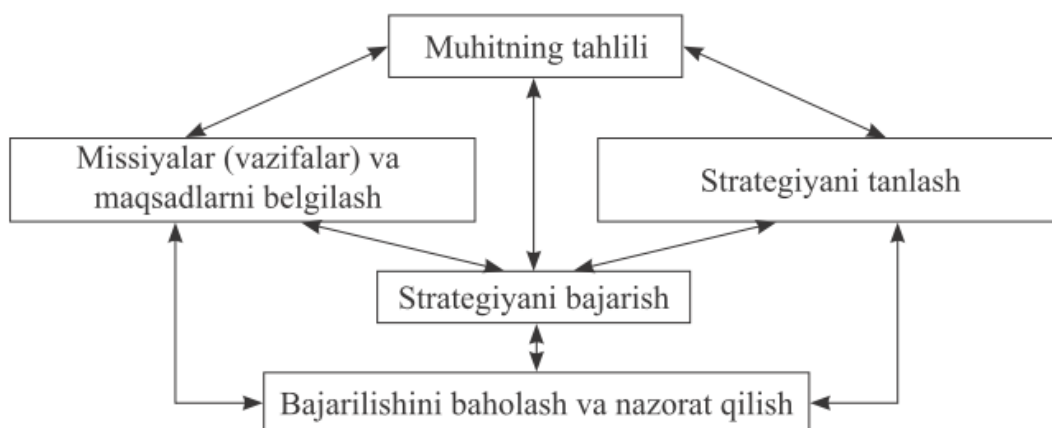 Muhitning tahlili
Missiyalar (vazifalar) va
maqsadlarni belgilash
Strategiyani tanlash
Strategiyani bajarish
Bajarilishini baholash va nazorat qilish